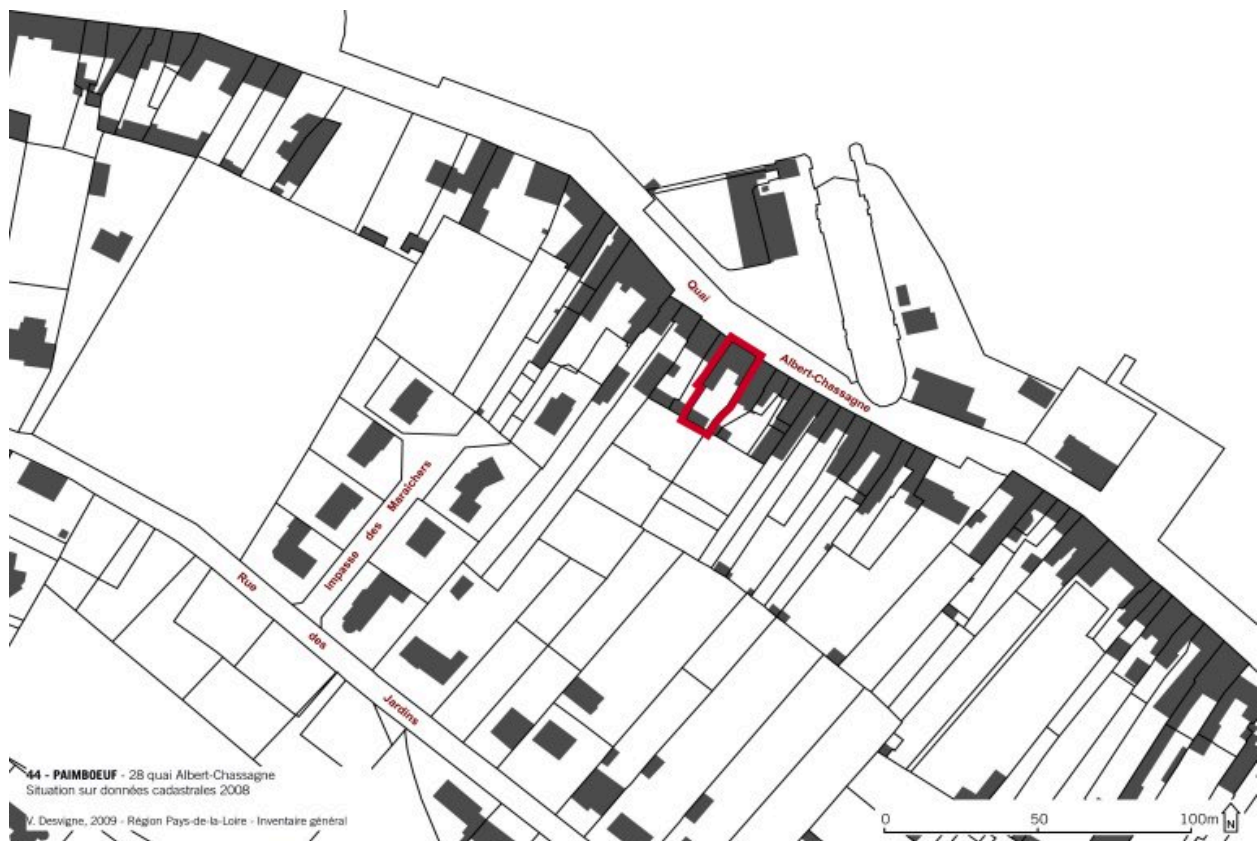 Quai
Albert-Chassagne
Impasse des Maraichers
Rue
des
Jardins
44 - PAIMBOEUF - 28 quai Albert-Chassagne
Situation sur données cadastrales 2008
V. Desvigne, 2009 - Région Pays-de-la-Loire - Inventaire général
0 50 100m
N